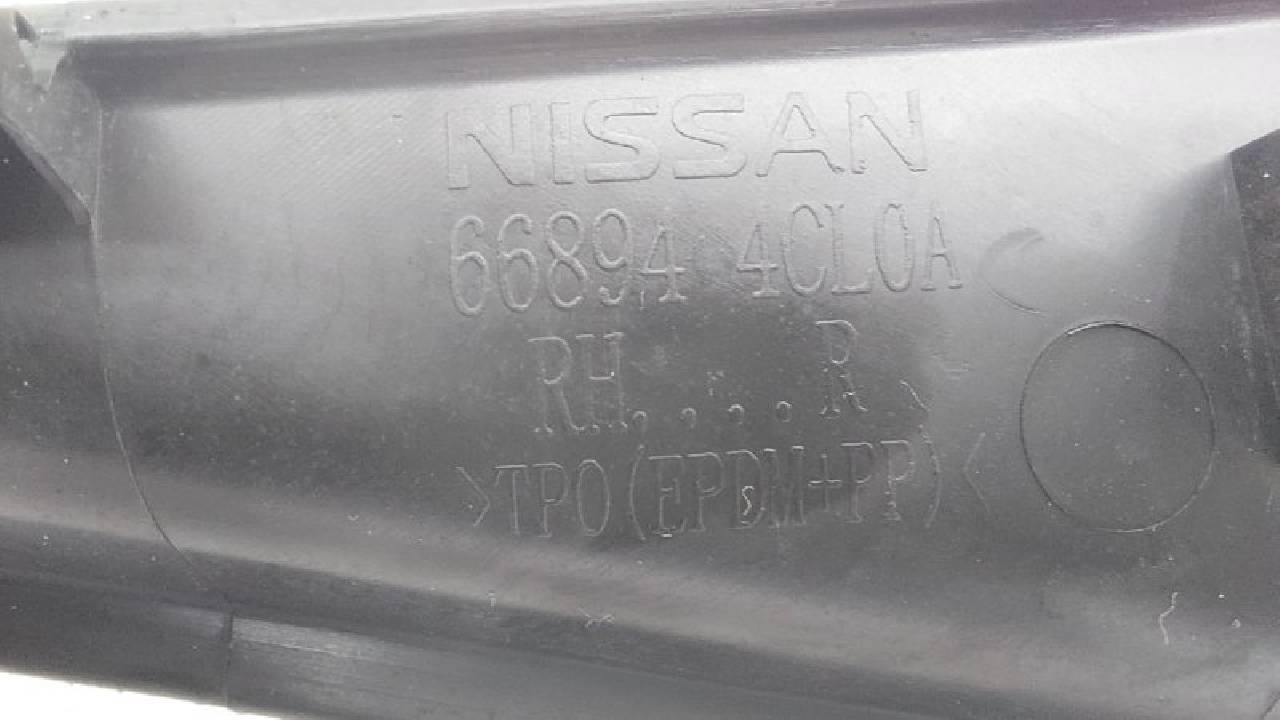 NISSAN
66894 4CL0A
RH.....R
>TPO(EPDM+PP)<